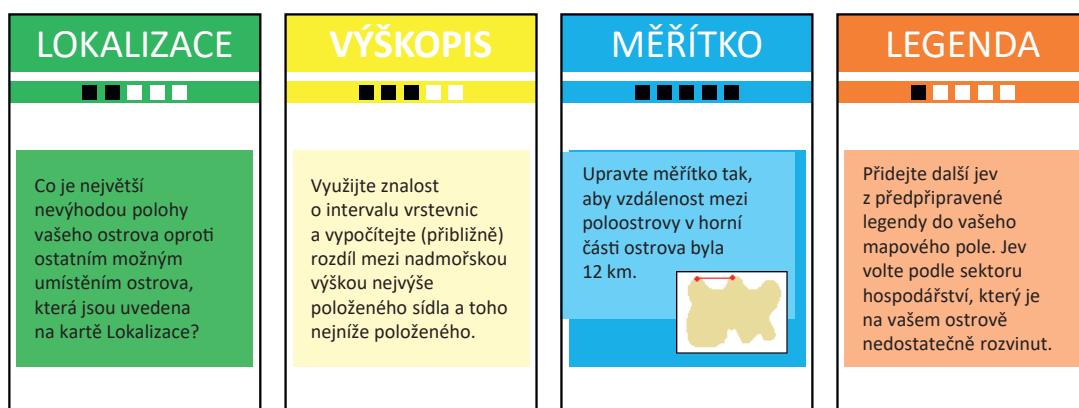 LOKALIZACE
Co je největší
nevýhodou polohy
vašeho ostrova oproti
ostatním možným
umístěním ostrova,
která jsou uvedena
na kartě Lokalizace?
VÝŠKOPIS
Využijte znalost
o intervalu vrstevnic
a vypočítejte (přibližně)
rozdíl mezi nadmořskou
výškou nejvýše
položeného sídla a toho
nejníže položeného.
MĚŘÍTKO
Upravte měřítko tak,
aby vzdálenost mezi
poloostrovy v horní
části ostrova byla
12 km.
LEGENDA
Přidejte další jev
z předpřipravené
legendy do vašeho
mapového pole. Jev
volte podle sektoru
hospodářství, který je
na vašem ostrově
nedostatečně rozvinut.